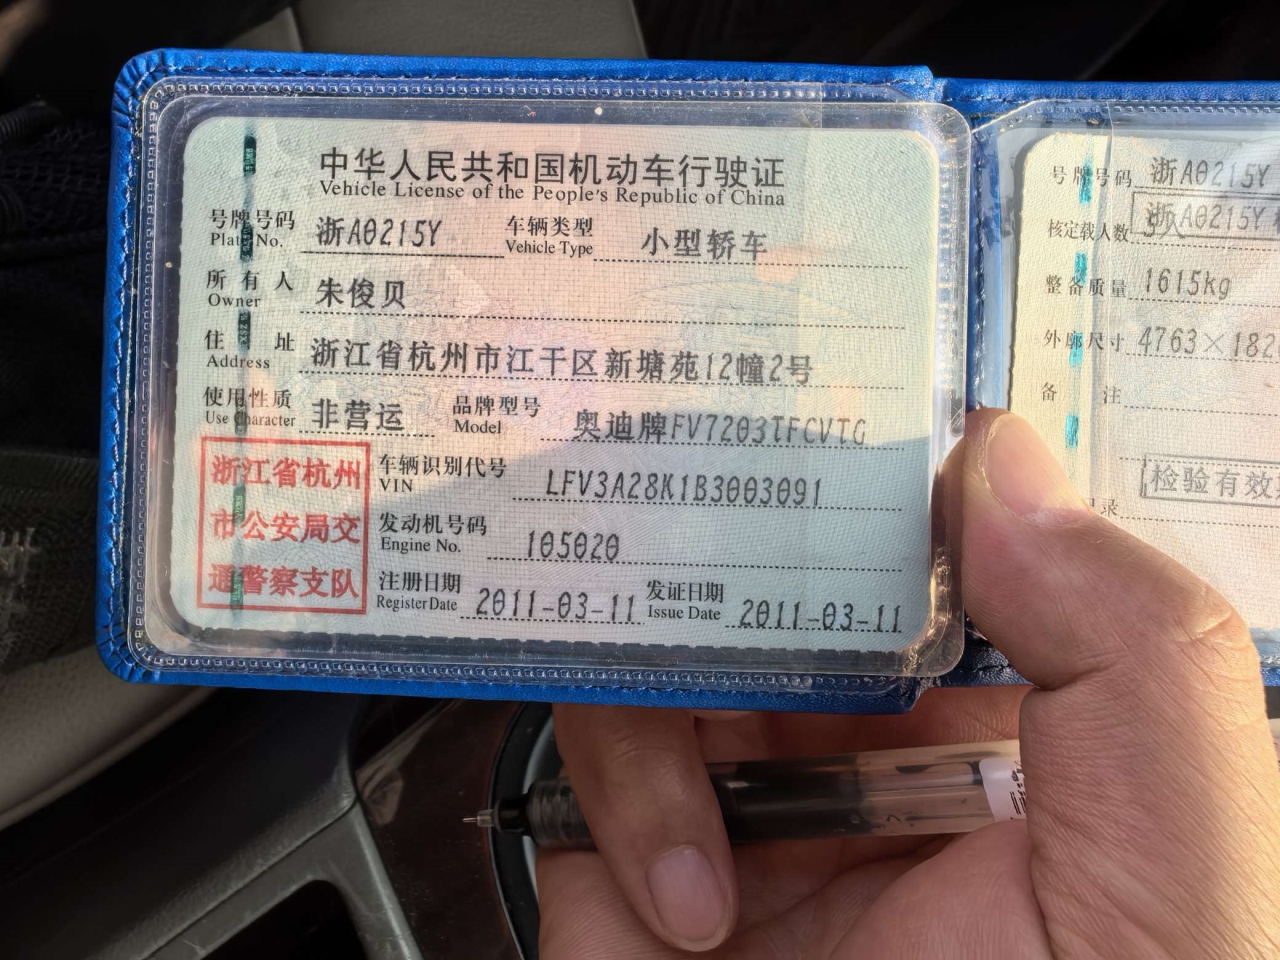 中华人民共和国机动车行驶证
Vehicle License of the People's Republic of China
号牌号码 浙A0215Y 车辆类型 小型轿车
Plate No. Vehicle Type
所有人 朱俊贝
Owner
住址 浙江省杭州市江干区新塘苑12幢2号
Address
使用性质 非营运 品牌型号 奥迪牌FV7203TFCVTG
Use Character Model
浙江省杭州
市公安局交
通警察支队
车辆识别代号 LFV3A28K1B3003091
VIN
发动机号码 105020
Engine No.
注册日期 2011-03-11 发证日期 2011-03-11
Register Date Issue Date
号牌号码 浙A0215Y
浙A0215Y
核定载人数 5人
整备质量 1615kg
外廓尺寸 4763×182
备注
检验有效
录